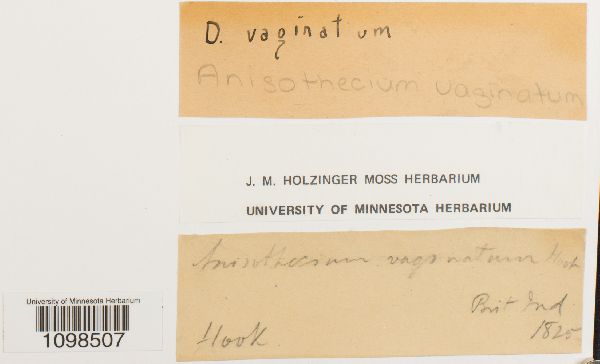 D. vaginatum
Anisothecium vaginatum
J. M. HOLZINGER MOSS HERBARIUM
UNIVERSITY OF MINNESOTA HERBARIUM
Anisothecium vaginatum Hook
Brit Ind.
Hook. 1825
University of Minnesota Herbarium
1098507